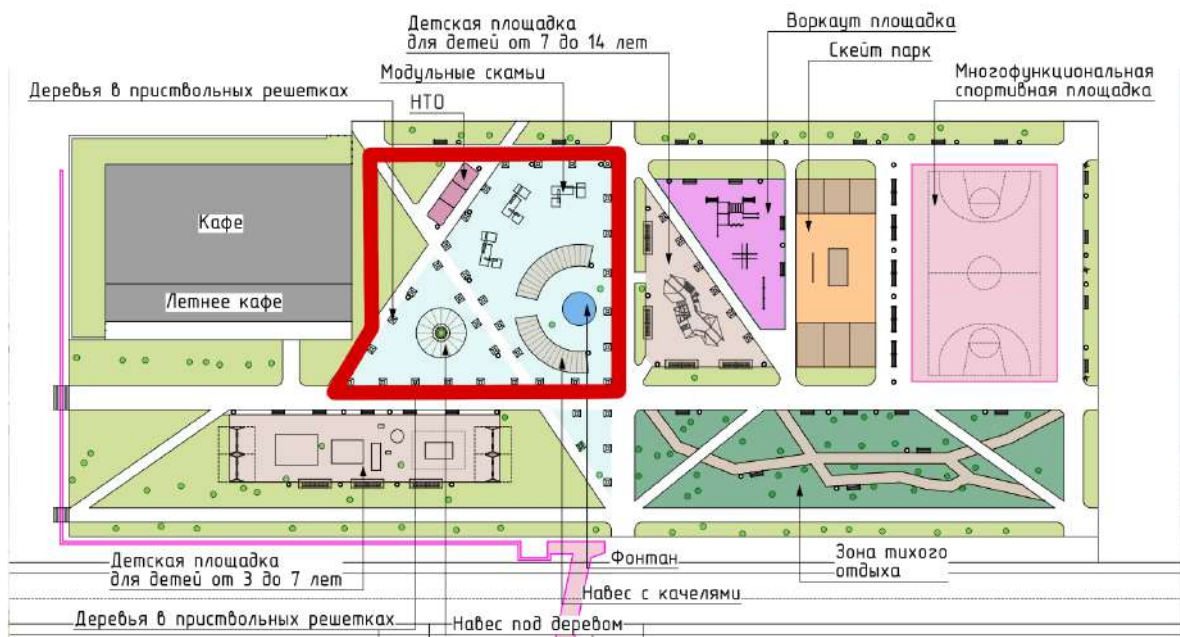 Детская площадка
для детей от 7 до 14 лет
Воркаут площадка
Скейт парк
Многофункциональная
спортивная площадка
Модульные скамьи
Деревья в приствольных решетках
НТО
Кафе
Летнее кафе
Детская площадка
для детей от 3 до 7 лет
Фонтан
Зона тихого
отдыха
Навес с качелями
Деревья в приствольных решетках
Навес под деревом